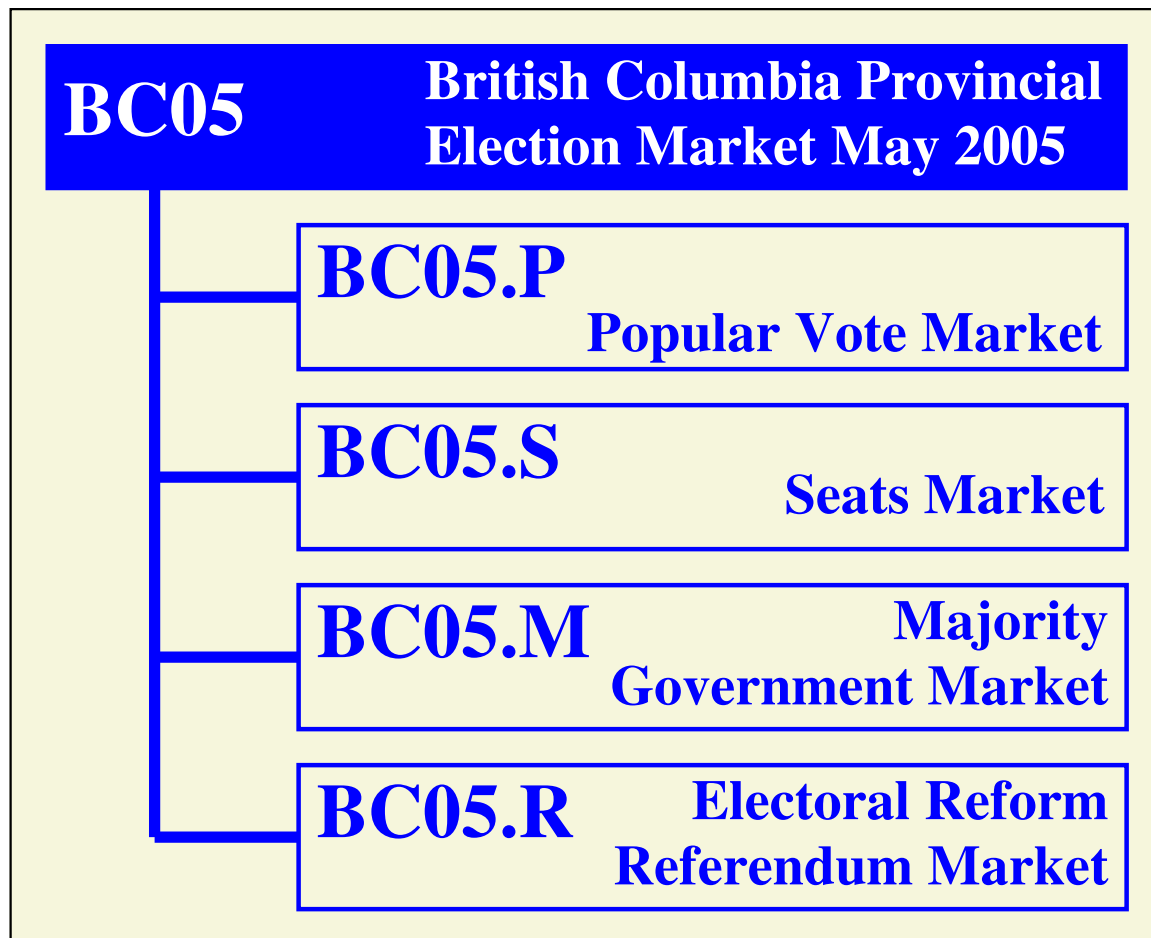 BC05
British Columbia Provincial
Election Market May 2005
BC05.P
Popular Vote Market
BC05.S
Seats Market
BC05.M
Majority
Government Market
BC05.R
Electoral Reform
Referendum Market